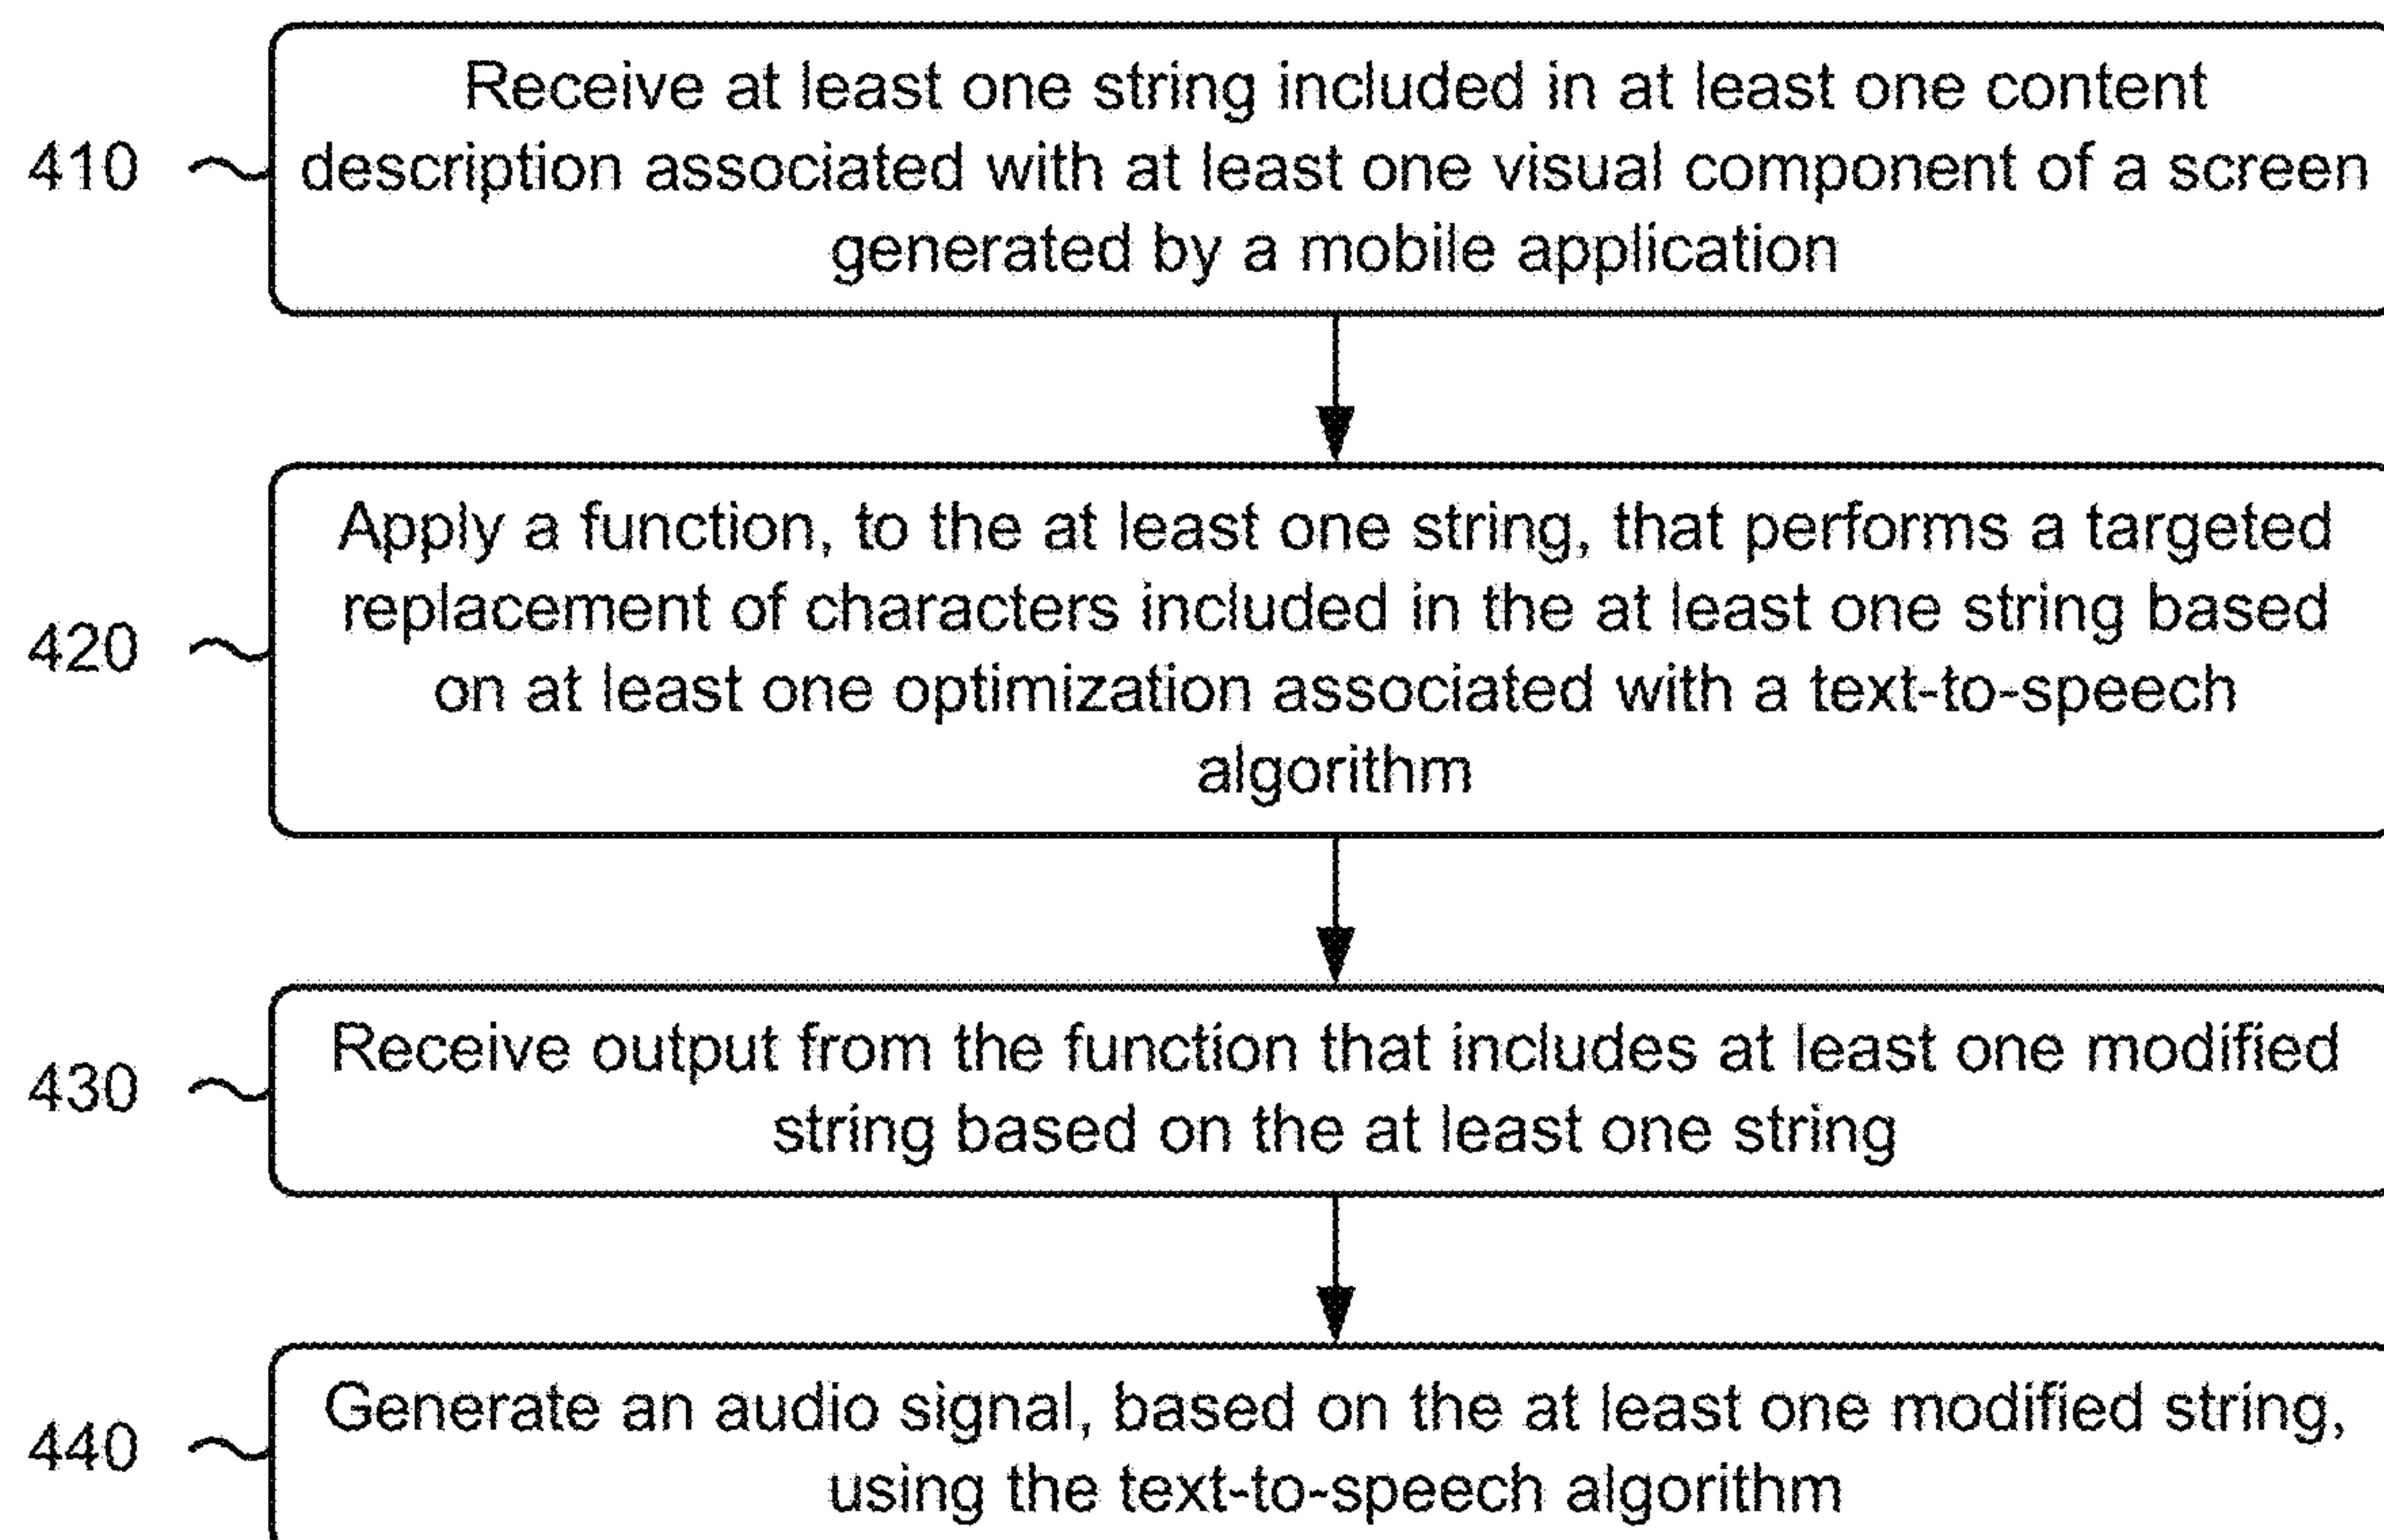 Receive at least one string included in at least one content
410
description associated with at least one visual component of a screen
generated by a mobile application
Apply a function, to the at least one string, that performs a targeted
replacement of characters included in the at least one string based
420
on at least one optimization associated with a text-to-speech
algorithm
Receive output from the function that includes at least one modified
430
string based on the at least one string
Generate an audio signal, based on the at least one modified string,
440
using the text-to-speech algorithm